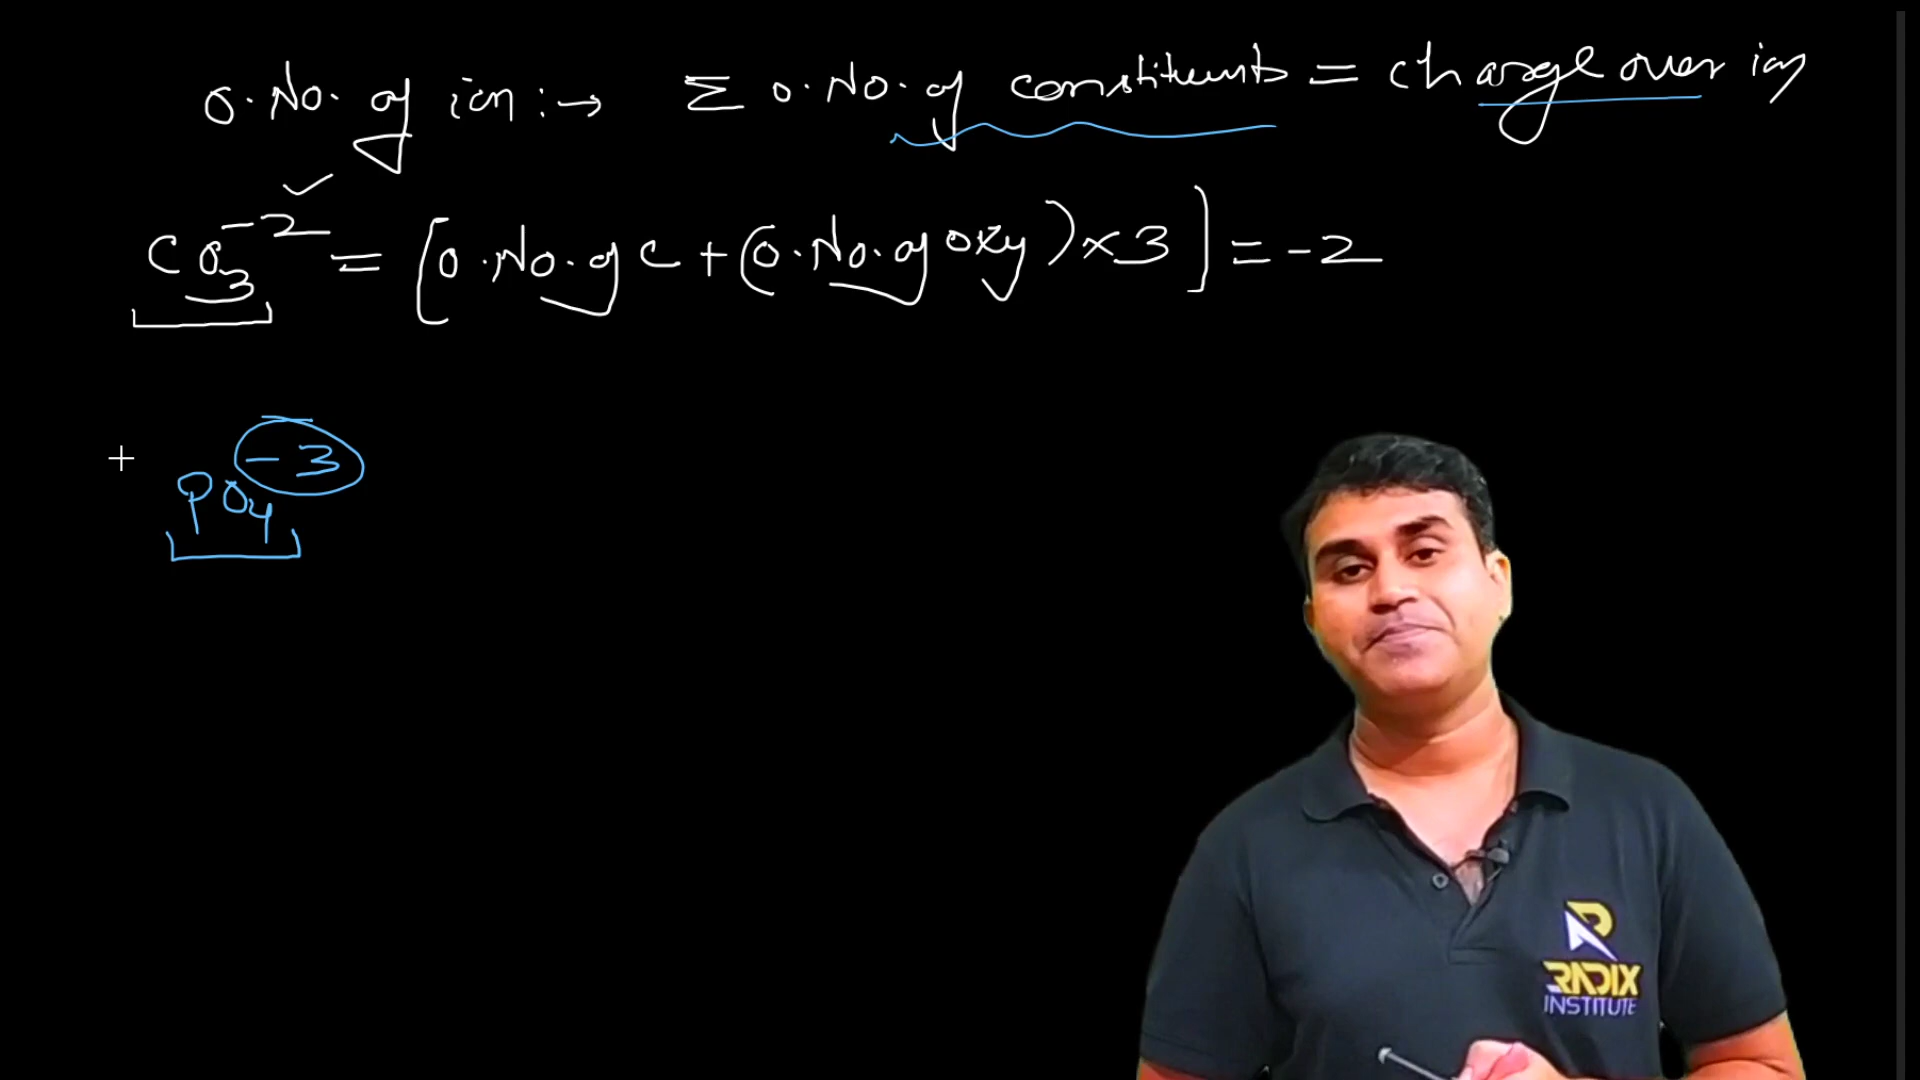 O.No. of ion :→ Σ O.No. of constituents = charge over ion
CO₃⁻² = [O.No. of C + (O.No. of oxy) × 3] = -2
PO₄⁻³
RADIX
INSTITUTE